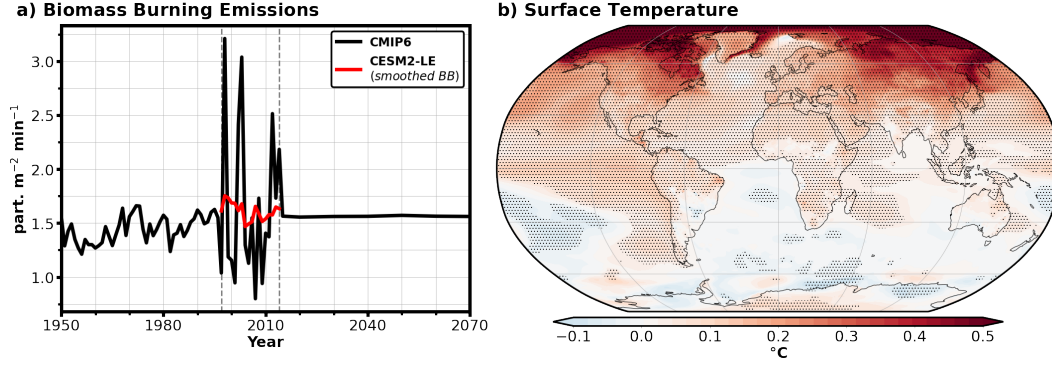 a) Biomass Burning Emissions
part. m⁻² min⁻¹
3.0
2.5
2.0
1.5
1.0
1950
1980
2010
2040
2070
Year
CMIP6
CESM2-LE
(smoothed BB)
b) Surface Temperature
−0.1
0.0
0.1
0.2
0.3
0.4
0.5
°C